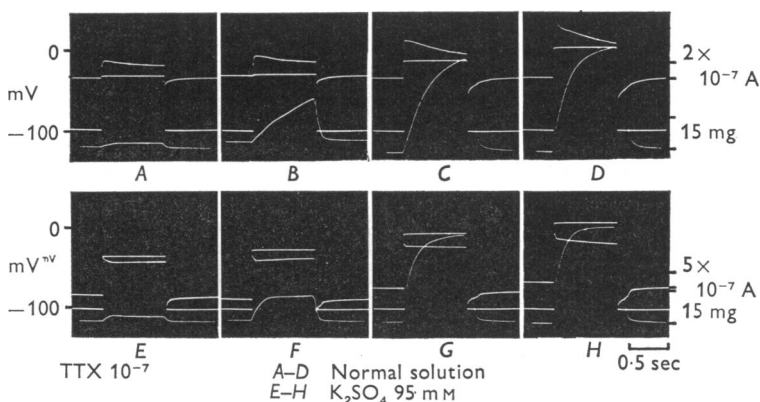 0
mV
—100
2×
10⁻⁷ A
15 mg
A B C D
0
mV
nV
—100
5×
10⁻⁷ A
15 mg
E F G H
0·5 sec
TTX 10⁻⁷
A–D Normal solution
E–H K₂SO₄ 95·mM